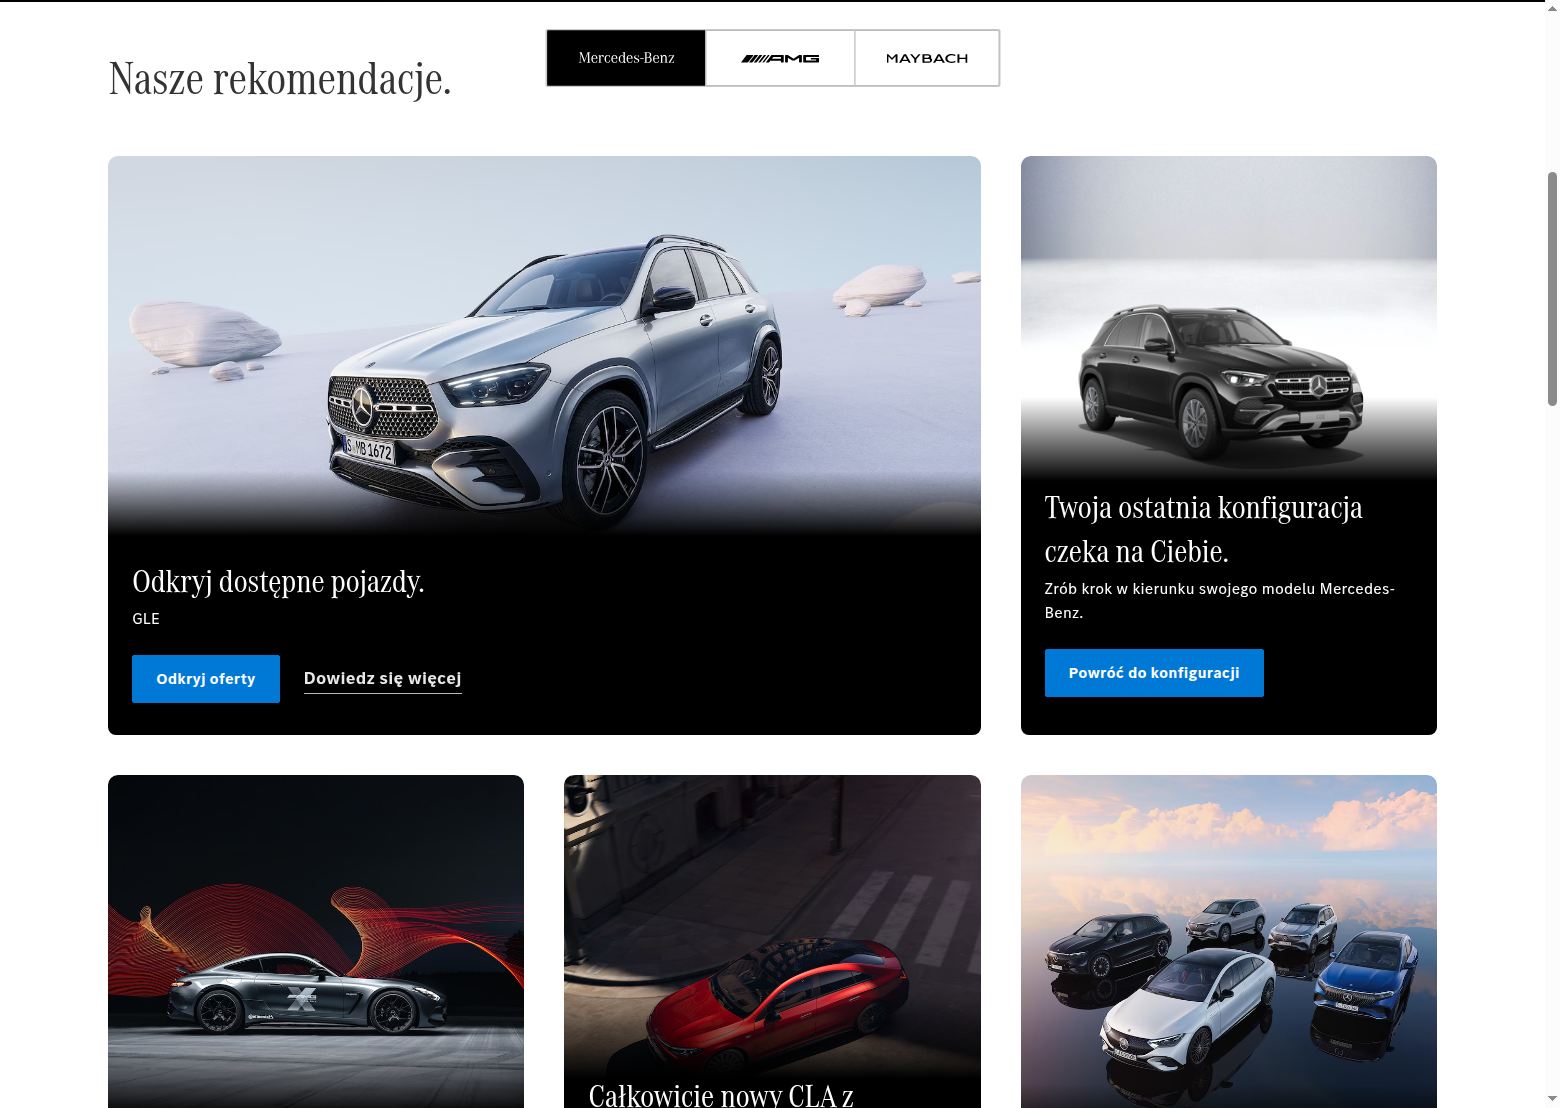 Nasze rekomendacje.
Mercedes-Benz
AMG
MAYBACH
S MB 1672
Odkryj dostępne pojazdy.
GLE
Odkryj oferty
Dowiedz się więcej
Twoja ostatnia konfiguracja
czeka na Ciebie.
Zrób krok w kierunku swojego modelu Mercedes-
Benz.
Powróć do konfiguracji
Całkowicie nowy CLA z